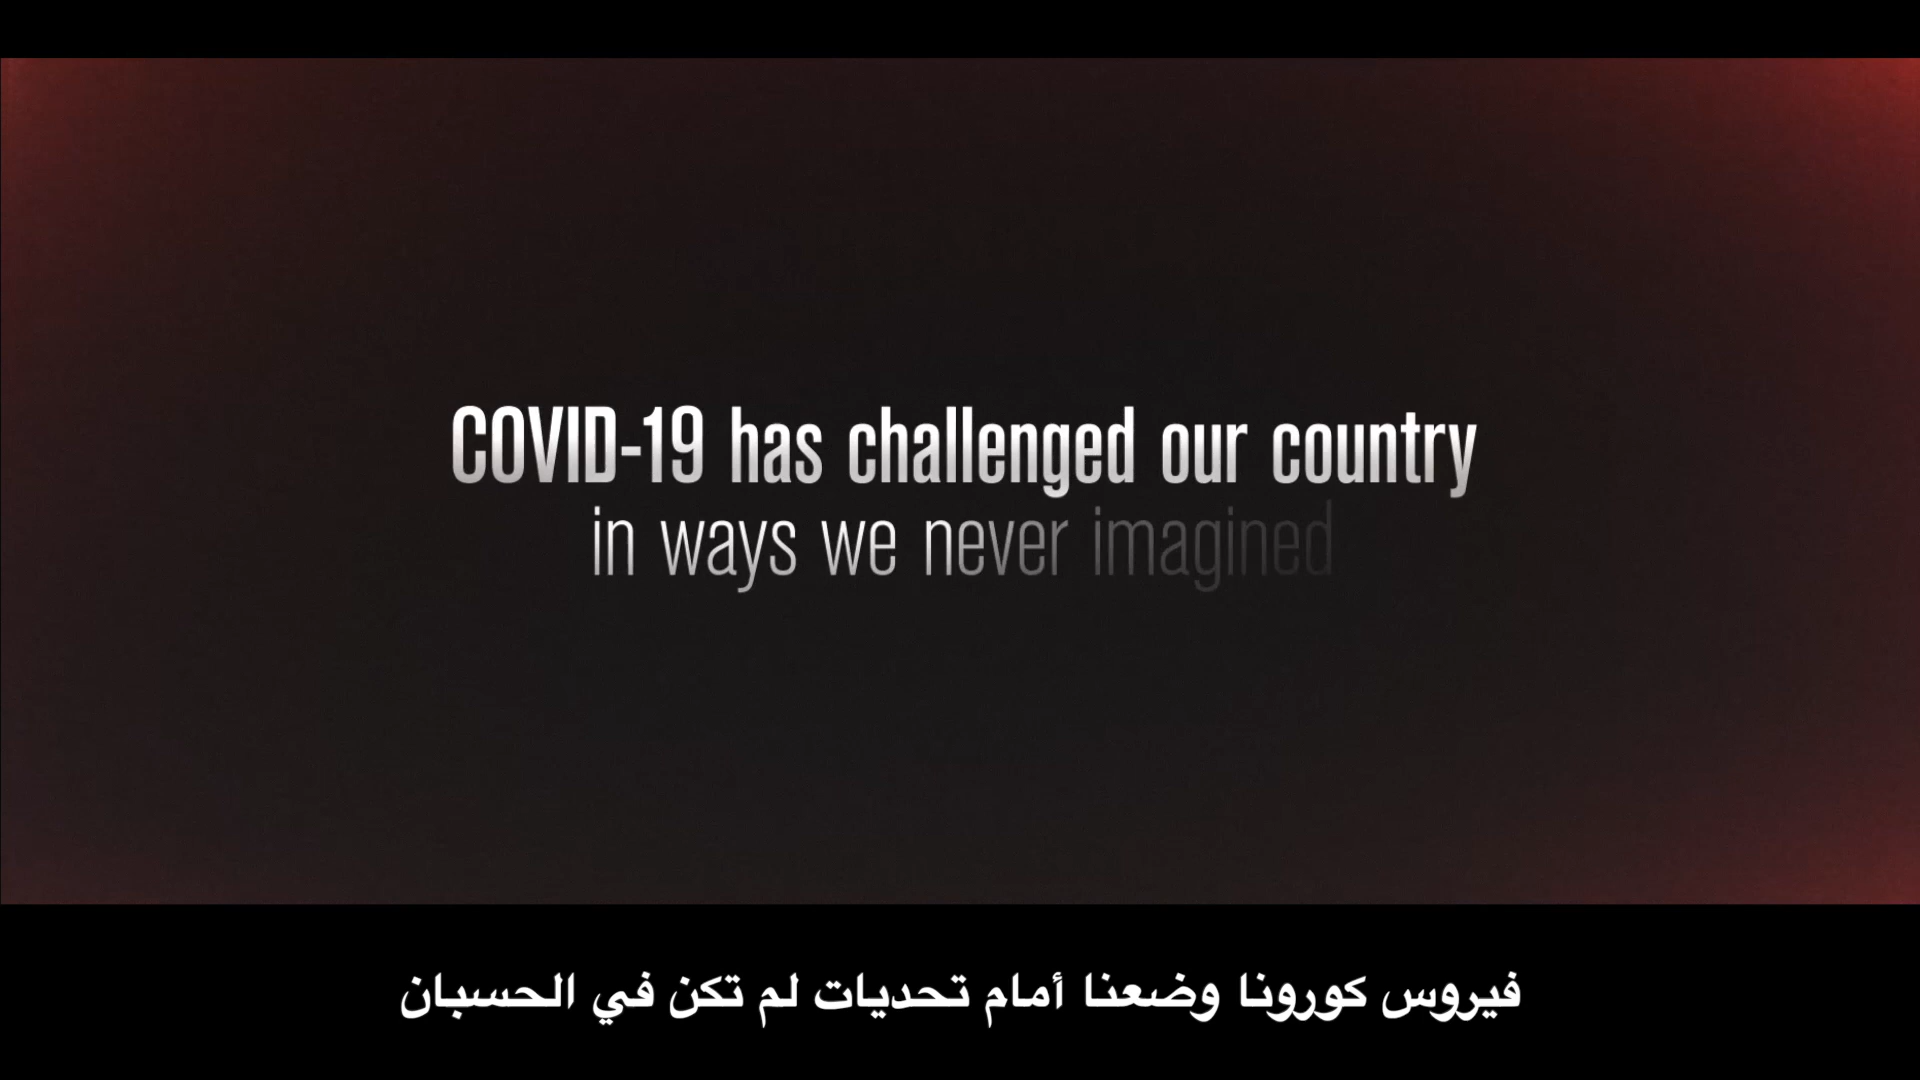 COVID-19 has challenged our country
in ways we never imagined
فيروس كورونا وضعنا أمام تحديات لم تكن في الحسبان